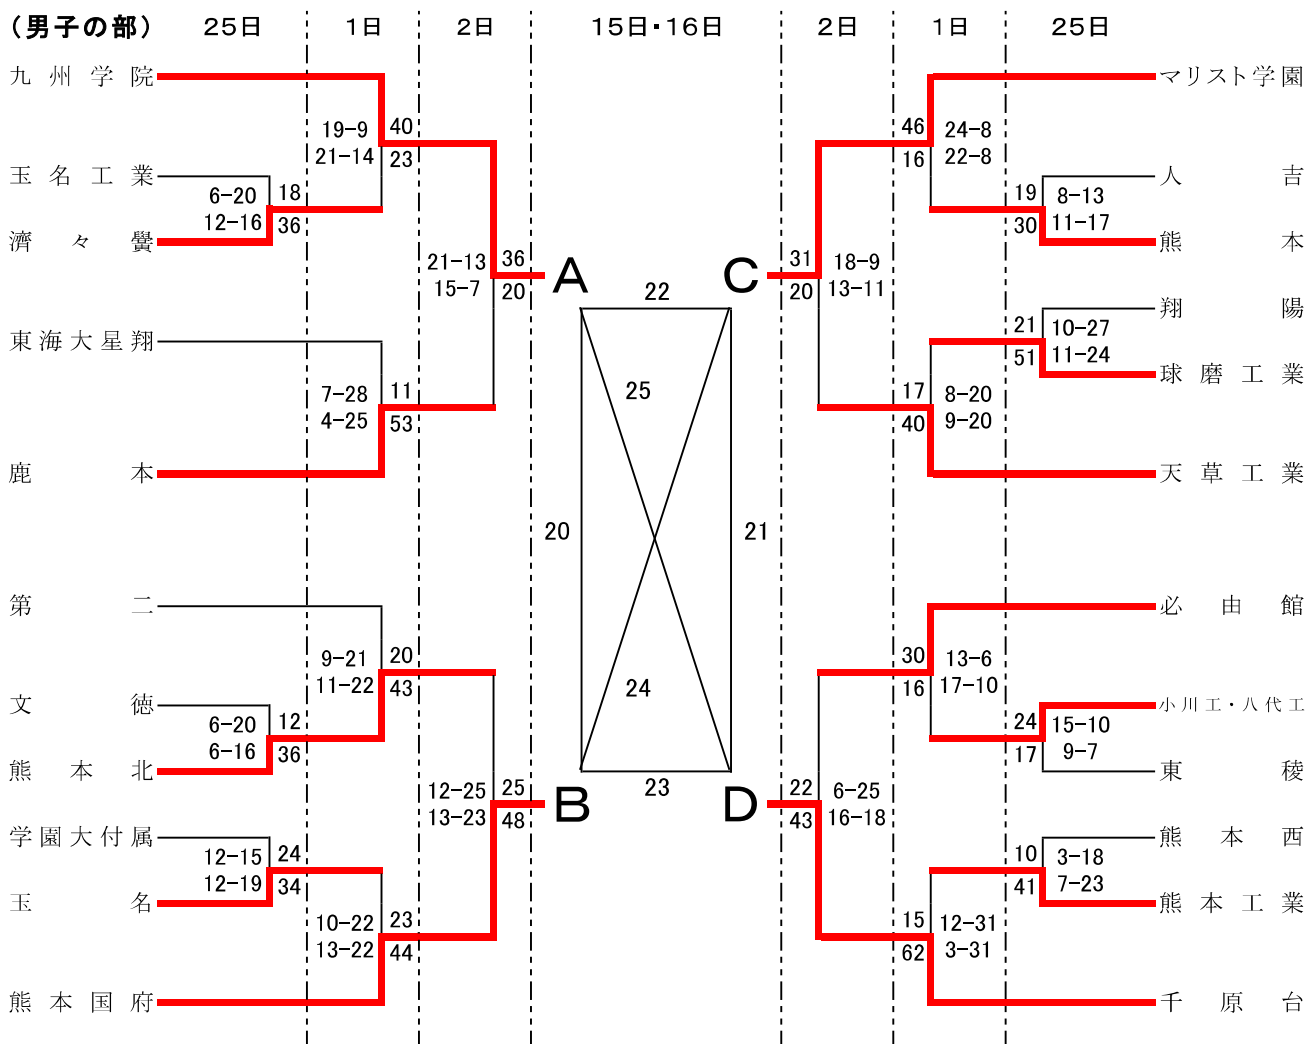 (男子の部) 25日 1日 2日 15日・16日 2日 1日 25日
九州学院 マリスト学園
19-9 40 46 24-8
21-14 23 16 22-8
玉名工業 6-20 18 19 8-13 人吉
濟々黌 12-16 36 30 11-17 熊本
21-13 36 A C 31 18-9
15-7 20 22 20 13-11
翔陽
東海大星翔 21 10-27
51 11-24
球磨工業
7-28 11 25 17 8-20
4-25 53 40 9-20
鹿本 天草工業
20 21
第二 必由館
9-21 20 30 13-6
11-22 43 24 16 17-10
文徳 6-20 12 24 15-10 小川工・八代工
熊本北 6-16 36 17 9-7 東稜
12-25 25 B 23 D 22 6-25
13-23 48 43 16-18
学園大付属 12-15 24 10 3-18 熊本西
玉名 12-19 34 41 7-23 熊本工業
10-22 23 15 12-31
13-22 44 62 3-31
熊本国府 千原台